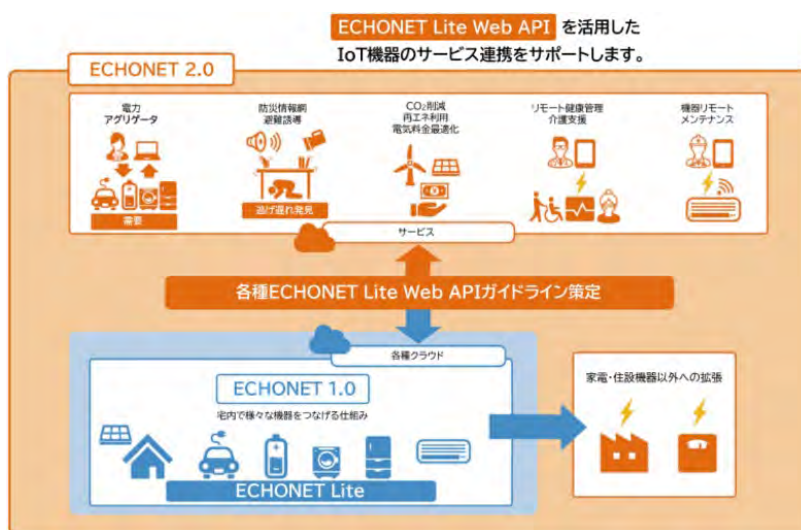 ECHONET Lite Web API を活用した
IoT機器のサービス連携をサポートします。
ECHONET 2.0
電力
アグリゲータ
需要
防災情報網
避難誘導
逃げ遅れ発見
CO₂削減
再エネ利用
電気料金最適化
リモート健康管理
介護支援
機器リモート
メンテナンス
サービス
各種ECHONET Lite Web APIガイドライン策定
各種クラウド
ECHONET 1.0
宅内で様々な機器をつなげる仕組み
ECHONET Lite
家電・住設機器以外への拡張